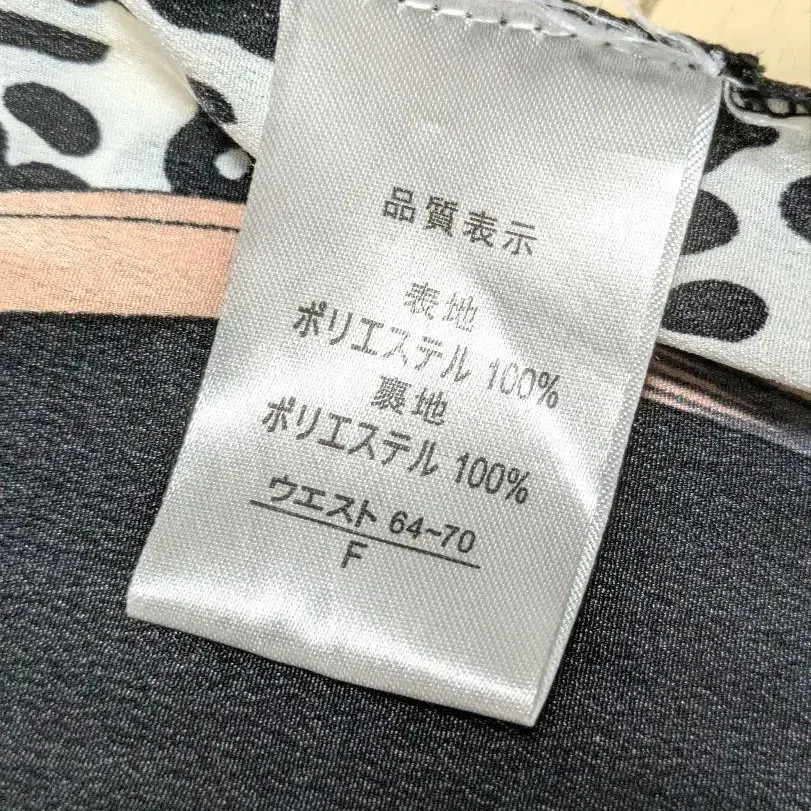 品質表示
表地
ポリエステル 100%
裏地
ポリエステル 100%
ウエスト 64~70
F